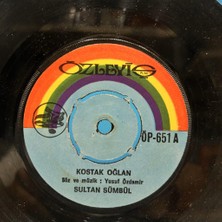 ÖZLEYİŞ
ÖP-651 A
KOSTAK OĞLAN
Söz ve müzik : Yusuf Özdemir
SULTAN SÜMBÜL